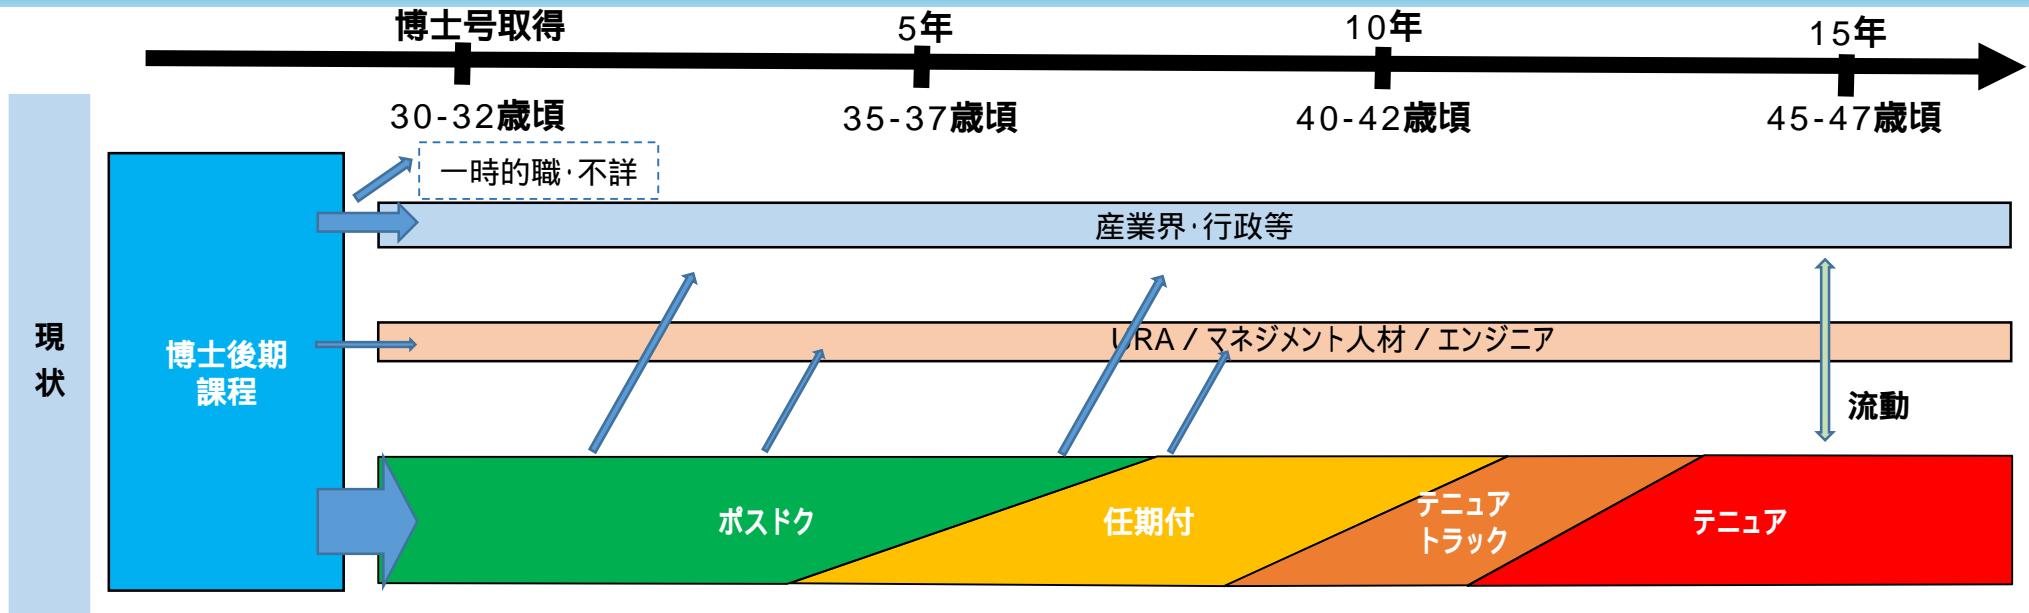 博士号取得
5年
10年
15年
30-32歳頃
35-37歳頃
40-42歳頃
45-47歳頃
一時的職・不詳
産業界・行政等
URA / マネジメント人材 / エンジニア
現
状
博士後期
課程
流動
ポスドク
任期付
テニュア
トラック
テニュア